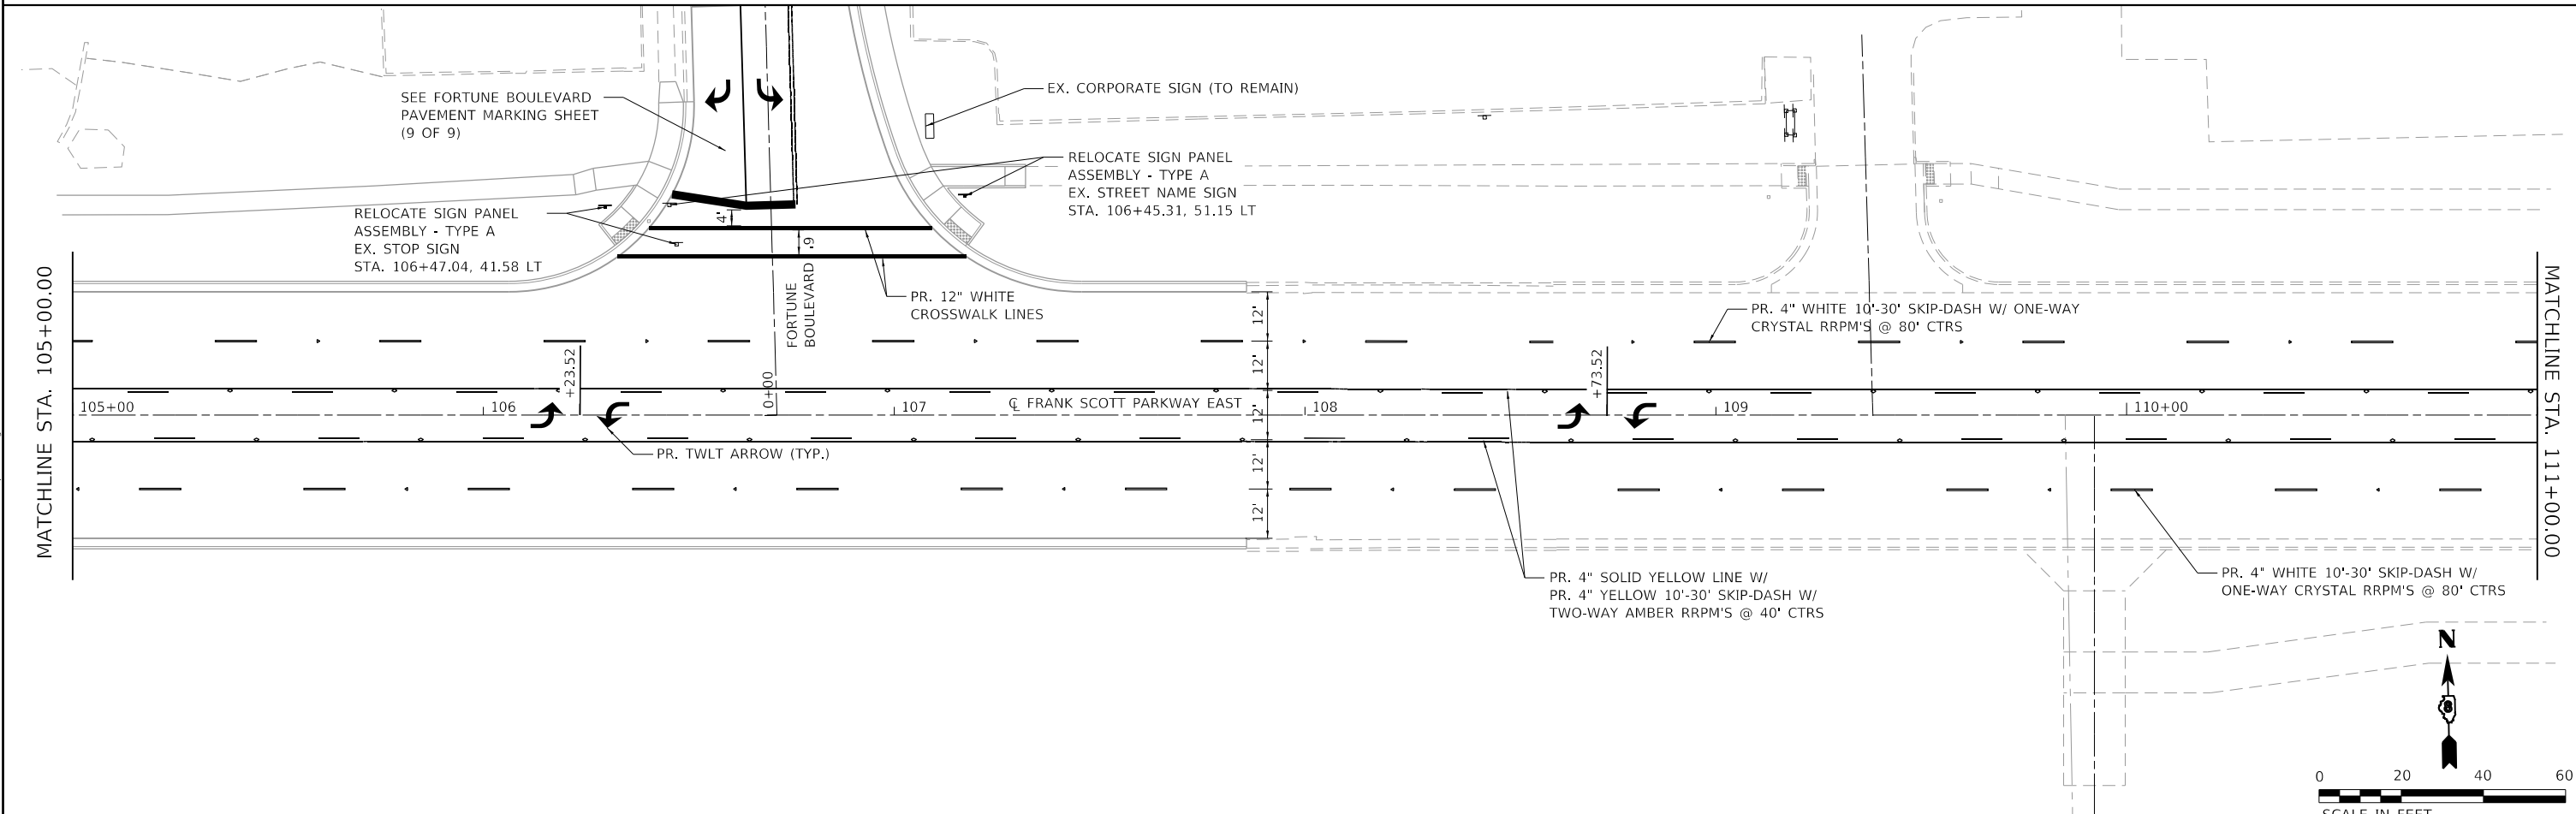 SEE FORTUNE BOULEVARD
PAVEMENT MARKING SHEET
(9 OF 9)
EX. CORPORATE SIGN (TO REMAIN)
RELOCATE SIGN PANEL
ASSEMBLY - TYPE A
EX. STREET NAME SIGN
STA. 106+45.31, 51.15 LT
RELOCATE SIGN PANEL
ASSEMBLY - TYPE A
EX. STOP SIGN
STA. 106+47.04, 41.58 LT
4'
6'
FORTUNE
BOULEVARD
PR. 12" WHITE
CROSSWALK LINES
MATCHLINE STA. 105+00.00
MATCHLINE STA. 111+00.00
PR. 4" WHITE 10'-30' SKIP-DASH W/ ONE-WAY
CRYSTAL RRPM'S @ 80' CTRS
12'
12'
12'
12'
12'
+23.52
+73.52
0+00
105+00
106
107
℄ FRANK SCOTT PARKWAY EAST
108
109
110+00
PR. TWLT ARROW (TYP.)
PR. 4" SOLID YELLOW LINE W/
PR. 4" YELLOW 10'-30' SKIP-DASH W/
TWO-WAY AMBER RRPM'S @ 40' CTRS
PR. 4" WHITE 10'-30' SKIP-DASH W/
ONE-WAY CRYSTAL RRPM'S @ 80' CTRS
N
8
0 20 40 60
SCALE IN FEET